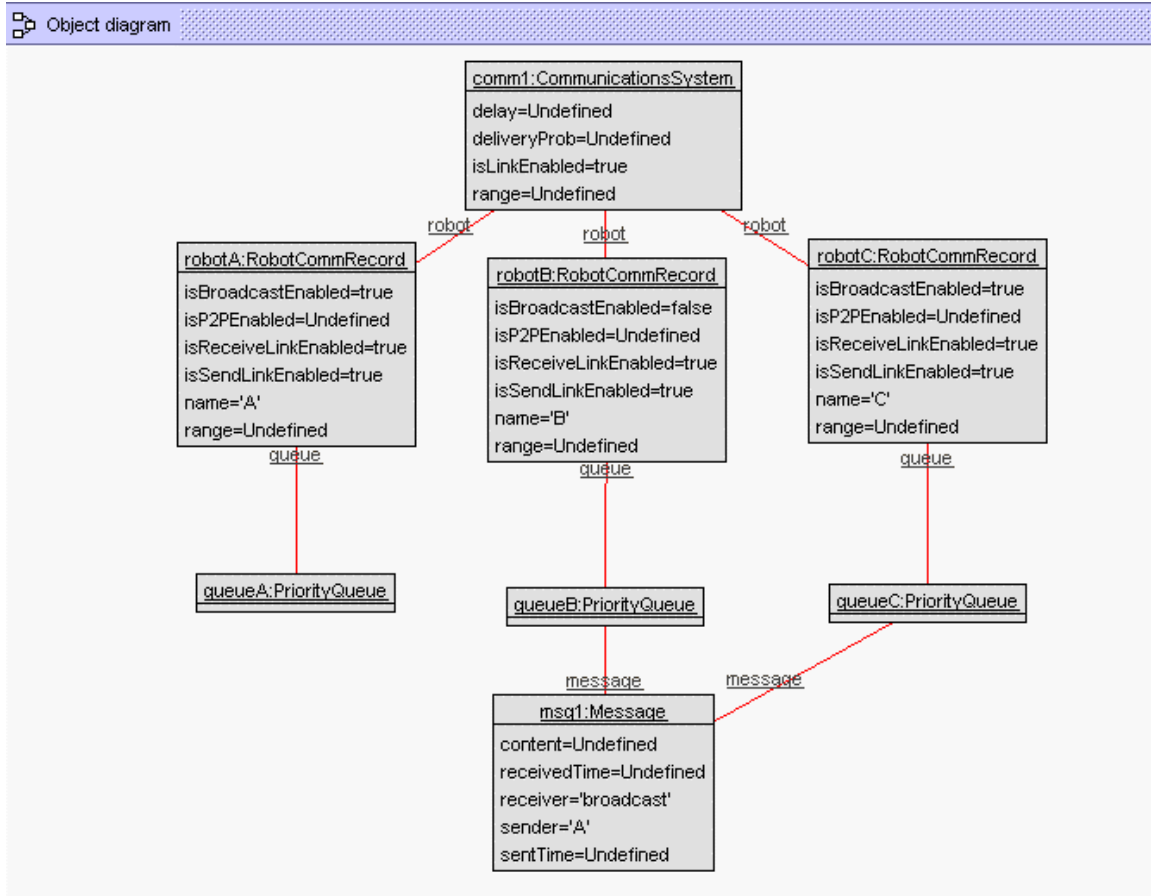 Object diagram
comm1:CommunicationsSystem
delay=Undefined
deliveryProb=Undefined
isLinkEnabled=true
range=Undefined
robot
robot
robot
robotA:RobotCommRecord
isBroadcastEnabled=true
isP2PEnabled=Undefined
isReceiveLinkEnabled=true
isSendLinkEnabled=true
name='A'
range=Undefined
queue
robotB:RobotCommRecord
isBroadcastEnabled=false
isP2PEnabled=Undefined
isReceiveLinkEnabled=true
isSendLinkEnabled=true
name='B'
range=Undefined
queue
robotC:RobotCommRecord
isBroadcastEnabled=true
isP2PEnabled=Undefined
isReceiveLinkEnabled=true
isSendLinkEnabled=true
name='C'
range=Undefined
queue
queueA:PriorityQueue
queueB:PriorityQueue
queueC:PriorityQueue
message
message
msg1:Message
content=Undefined
receivedTime=Undefined
receiver='broadcast'
sender='A'
sentTime=Undefined